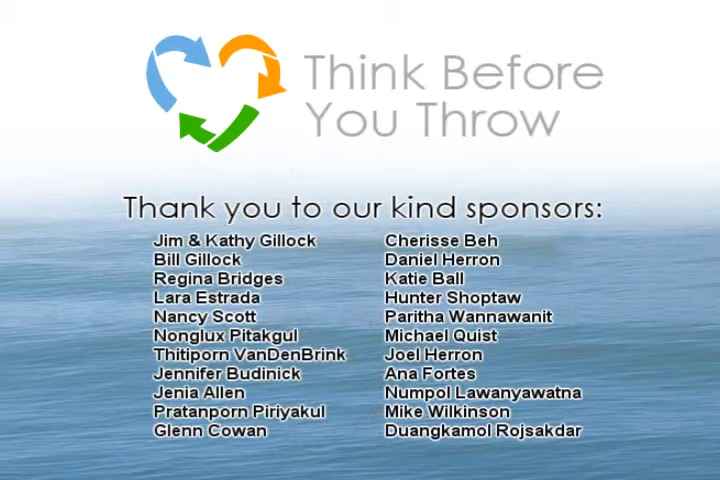 Think Before
You Throw
Thank you to our kind sponsors:
Jim & Kathy Gillock
Bill Gillock
Regina Bridges
Lara Estrada
Nancy Scott
Nonglux Pitakgul
Thitiporn VanDenBrink
Jennifer Budinick
Jenia Allen
Pratanporn Piriyakul
Glenn Cowan
Cherisse Beh
Daniel Herron
Katie Ball
Hunter Shoptaw
Paritha Wannawanit
Michael Quist
Joel Herron
Ana Fortes
Numpol Lawanyawatna
Mike Wilkinson
Duangkamol Rojsakdar